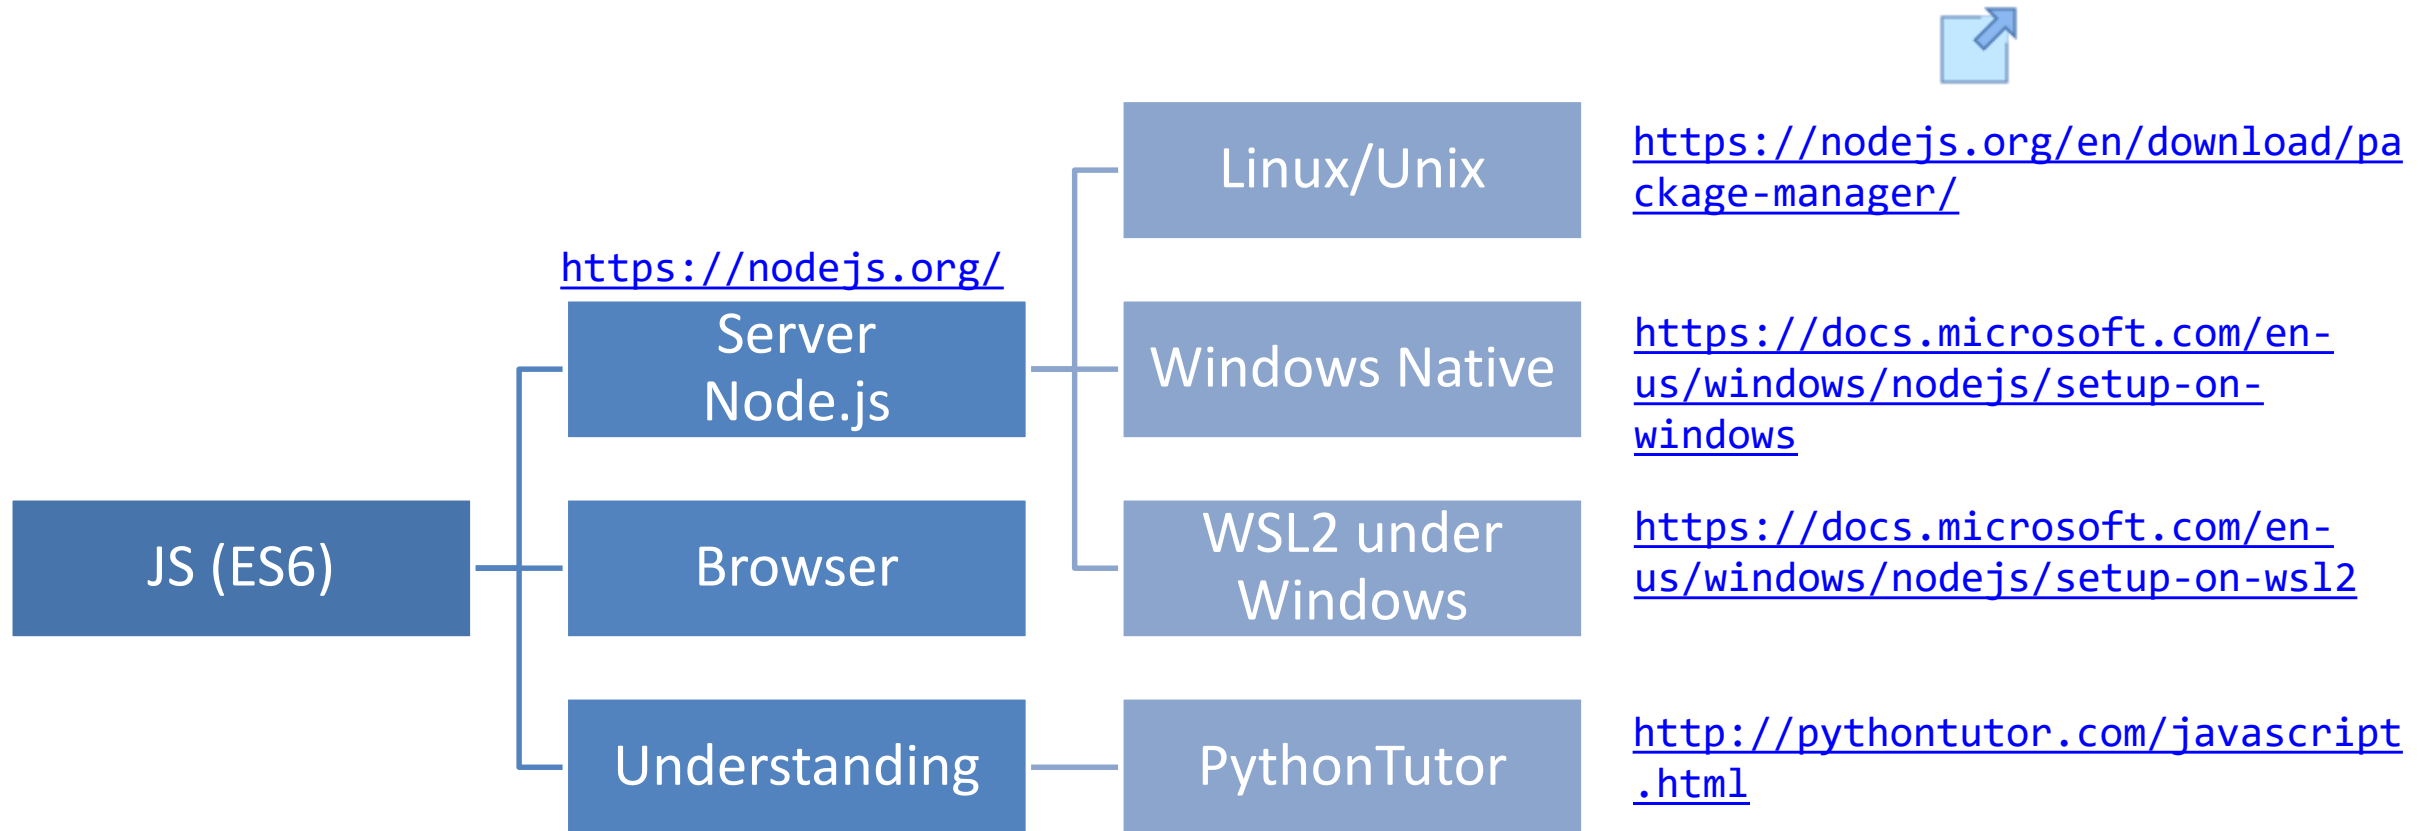 Linux/Unix
https://nodejs.org/en/download/pa
ckage-manager/
https://nodejs.org/
Server
Node.js
Windows Native
https://docs.microsoft.com/en-
us/windows/nodejs/setup-on-
windows
JS (ES6)
Browser
WSL2 under
Windows
https://docs.microsoft.com/en-
us/windows/nodejs/setup-on-wsl2
Understanding
PythonTutor
http://pythontutor.com/javascript
.html